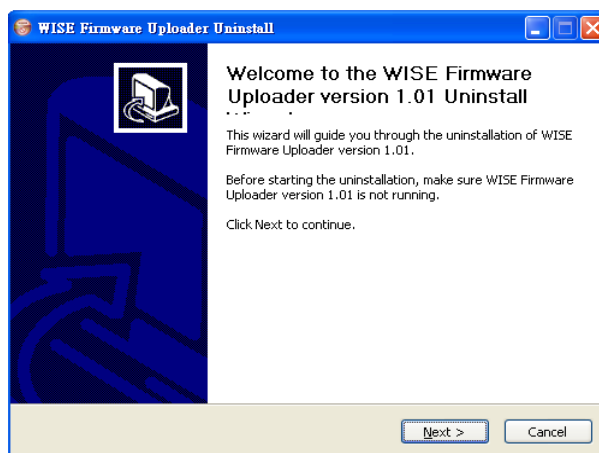 WISE Firmware Uploader Uninstall
Welcome to the WISE Firmware
Uploader version 1.01 Uninstall
This wizard will guide you through the uninstallation of WISE
Firmware Uploader version 1.01.
Before starting the uninstallation, make sure WISE Firmware
Uploader version 1.01 is not running.
Click Next to continue.
Next >
Cancel